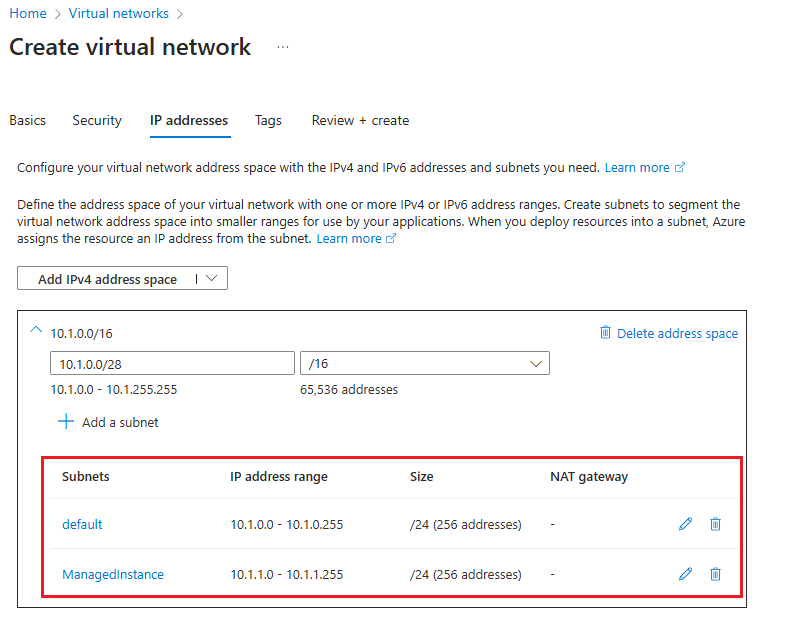 Home > Virtual networks >
Create virtual network ...
Basics Security IP addresses Tags Review + create
Configure your virtual network address space with the IPv4 and IPv6 addresses and subnets you need. Learn more
Define the address space of your virtual network with one or more IPv4 or IPv6 address ranges. Create subnets to segment the
virtual network address space into smaller ranges for use by your applications. When you deploy resources into a subnet, Azure
assigns the resource an IP address from the subnet. Learn more
Add IPv4 address space |
10.1.0.0/16 Delete address space
10.1.0.0/28 /16
10.1.0.0 - 10.1.255.255 65,536 addresses
+ Add a subnet
Subnets IP address range Size NAT gateway
default 10.1.0.0 - 10.1.0.255 /24 (256 addresses) -
ManagedInstance 10.1.1.0 - 10.1.1.255 /24 (256 addresses) -